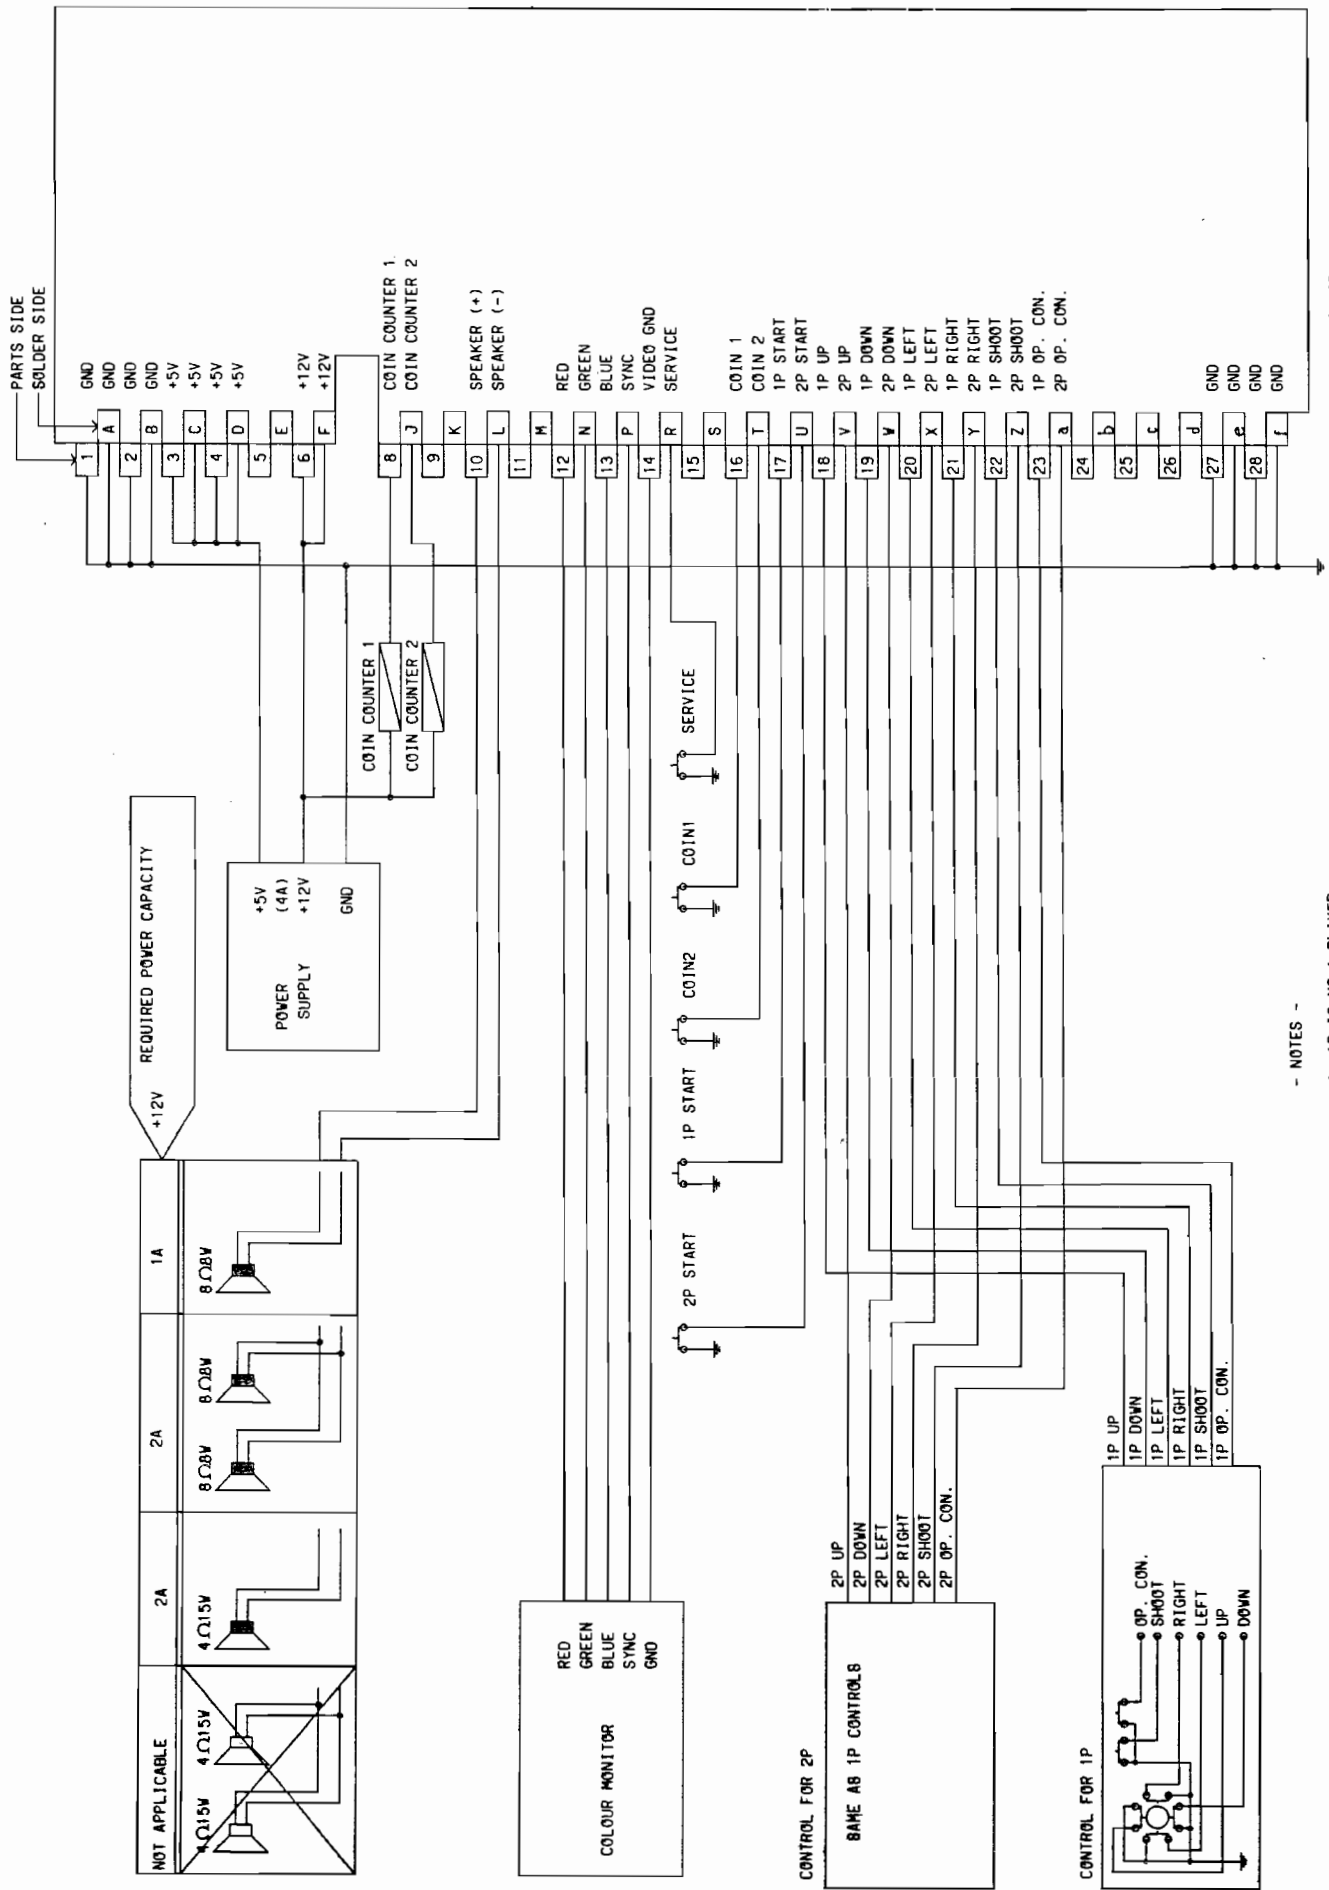 PARTS SIDE
SOLDER SIDE
1 GND
A GND
2 GND
B GND
3 +5V
C +5V
4 +5V
D +5V
5
E
6 +12V
F +12V
8 COIN COUNTER 1
J COIN COUNTER 2
9
K
10 SPEAKER (+)
L SPEAKER (-)
11
M
12 RED
N GREEN
13 BLUE
P SYNC
14 VIDEO GND
R SERVICE
15
S
16 COIN 1
T COIN 2
17 1P START
U 2P START
18 1P UP
V 2P UP
19 1P DOWN
W 2P DOWN
20 1P LEFT
X 2P LEFT
21 1P RIGHT
Y 2P RIGHT
22 1P SHOOT
Z 2P SHOOT
23 1P OP. CON.
a 2P OP. CON.
24
b
25
c
26
d
27 GND
e GND
28 GND
f GND
COIN COUNTER 1
COIN COUNTER 2
REQUIRED POWER CAPACITY
+12V
POWER
SUPPLY
+5V
(4A)
+12V
GND
NOT APPLICABLE
2A
2A
1A
4Ω15W
4Ω15W
4Ω15W
8Ω8W
8Ω8W
8Ω8W
COLOUR MONITOR
RED
GREEN
BLUE
SYNC
GND
2P START
1P START
COIN2
COIN1
SERVICE
CONTROL FOR 2P
SAME AS 1P CONTROLS
2P UP
2P DOWN
2P LEFT
2P RIGHT
2P SHOOT
2P OP. CON.
CONTROL FOR 1P
OP. CON.
SHOOT
RIGHT
LEFT
UP
DOWN
1P UP
1P DOWN
1P LEFT
1P RIGHT
1P SHOOT
1P OP. CON.
- NOTES -